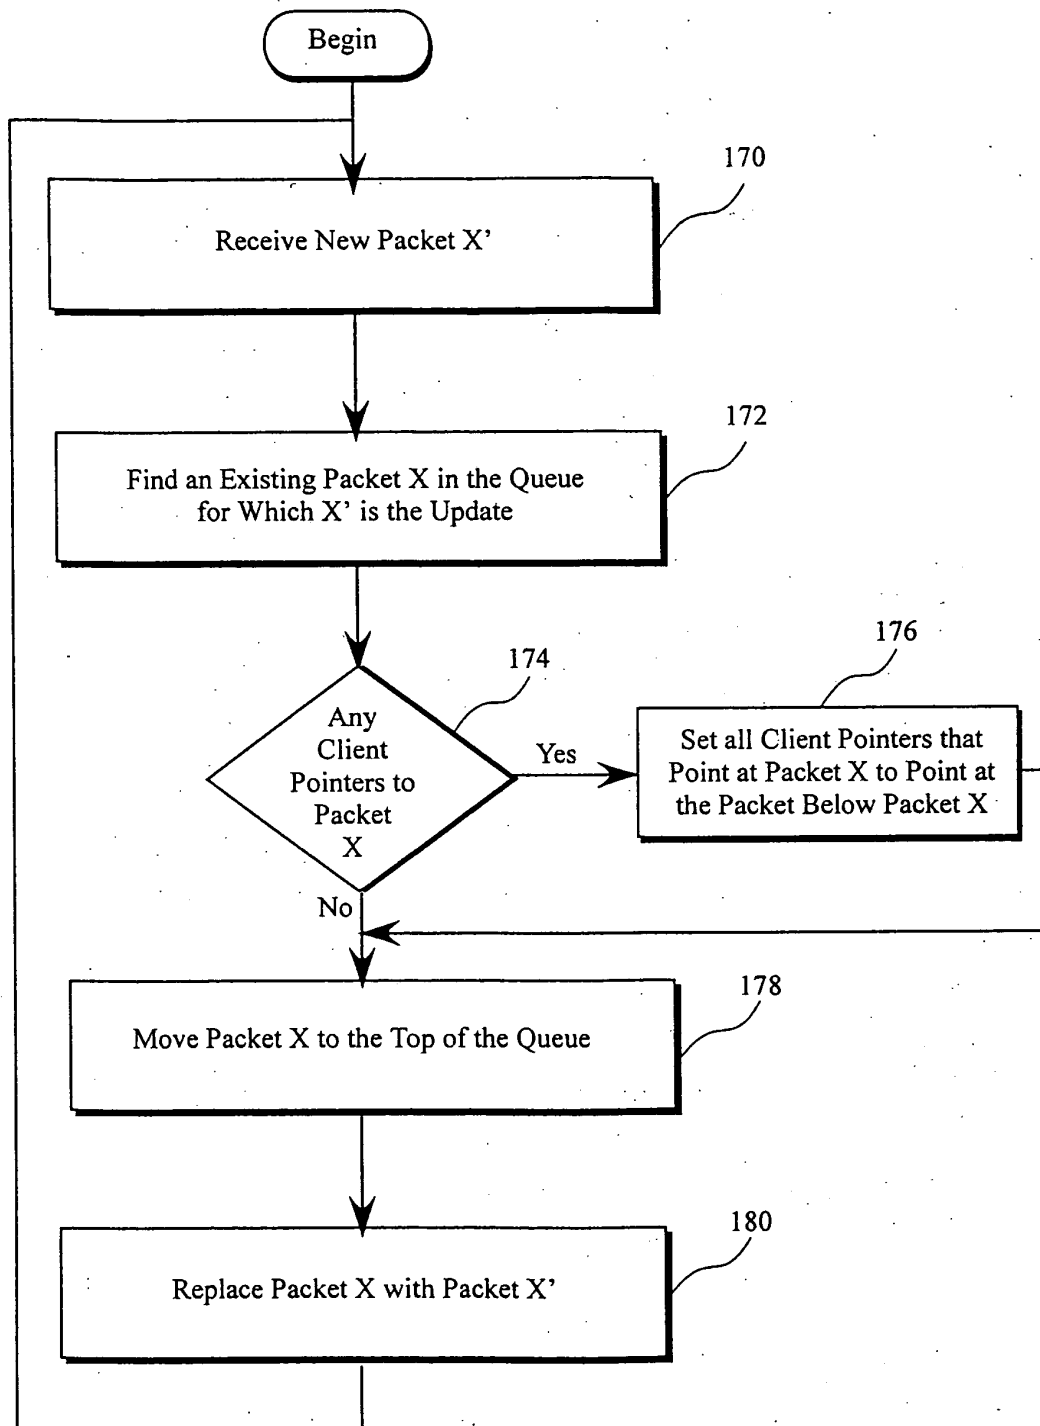 Begin
170
Receive New Packet X'
172
Find an Existing Packet X in the Queue
for Which X' is the Update
174
176
Any
Client
Pointers to
Packet
X
Yes
Set all Client Pointers that
Point at Packet X to Point at
the Packet Below Packet X
No
178
Move Packet X to the Top of the Queue
180
Replace Packet X with Packet X'